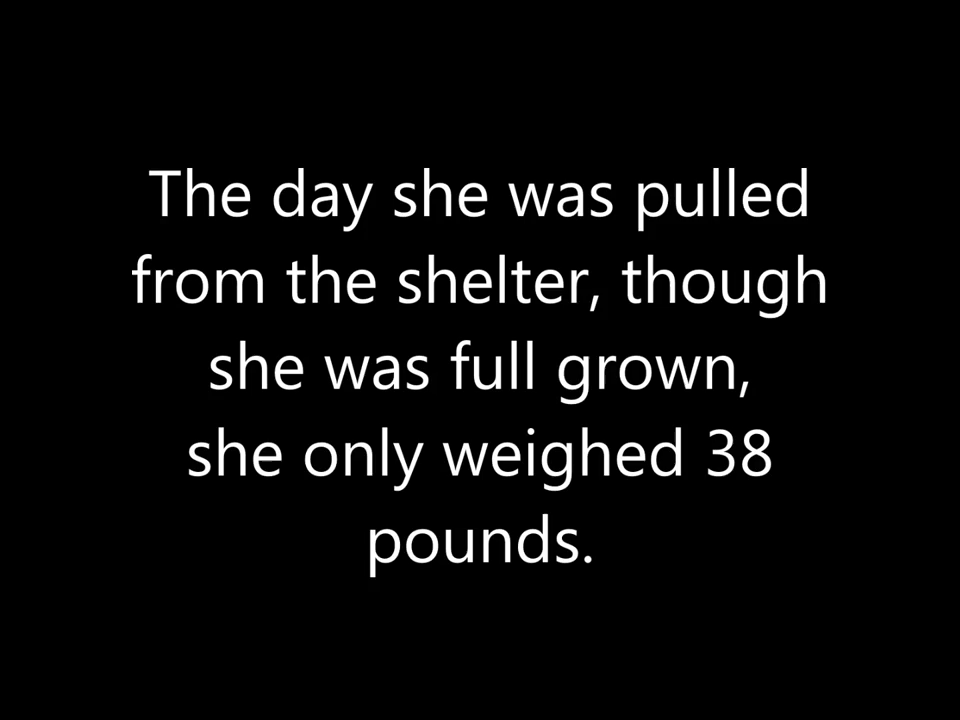 The day she was pulled
from the shelter, though
she was full grown,
she only weighed 38
pounds.